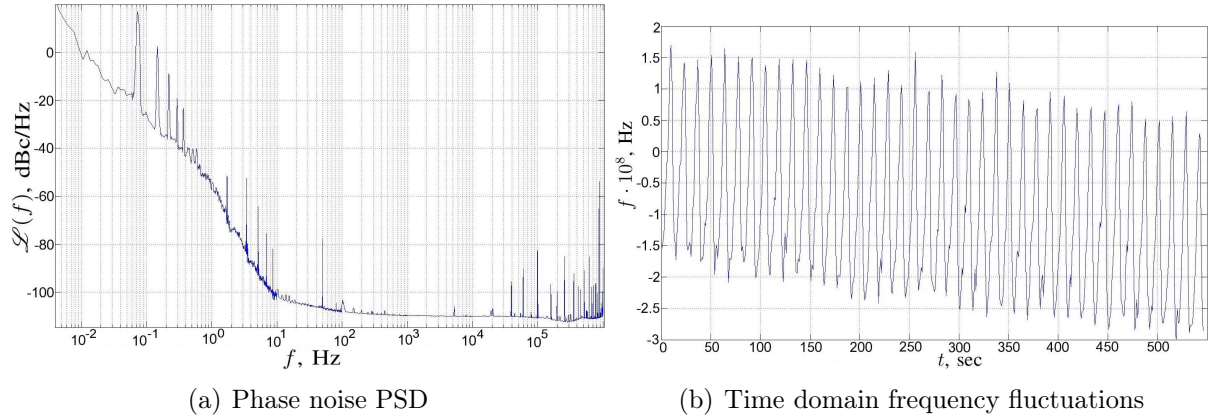 0
-20
-40
-60
-80
-100
ℒ(f), dBc/Hz
10⁻² 10⁻¹ 10⁰ 10¹ 10² 10³ 10⁴ 10⁵
f, Hz
(a) Phase noise PSD
2
1.5
1
0.5
0
-0.5
-1
-1.5
-2
-2.5
-3
f · 10⁸, Hz
0 50 100 150 200 250 300 350 400 450 500
t, sec
(b) Time domain frequency fluctuations